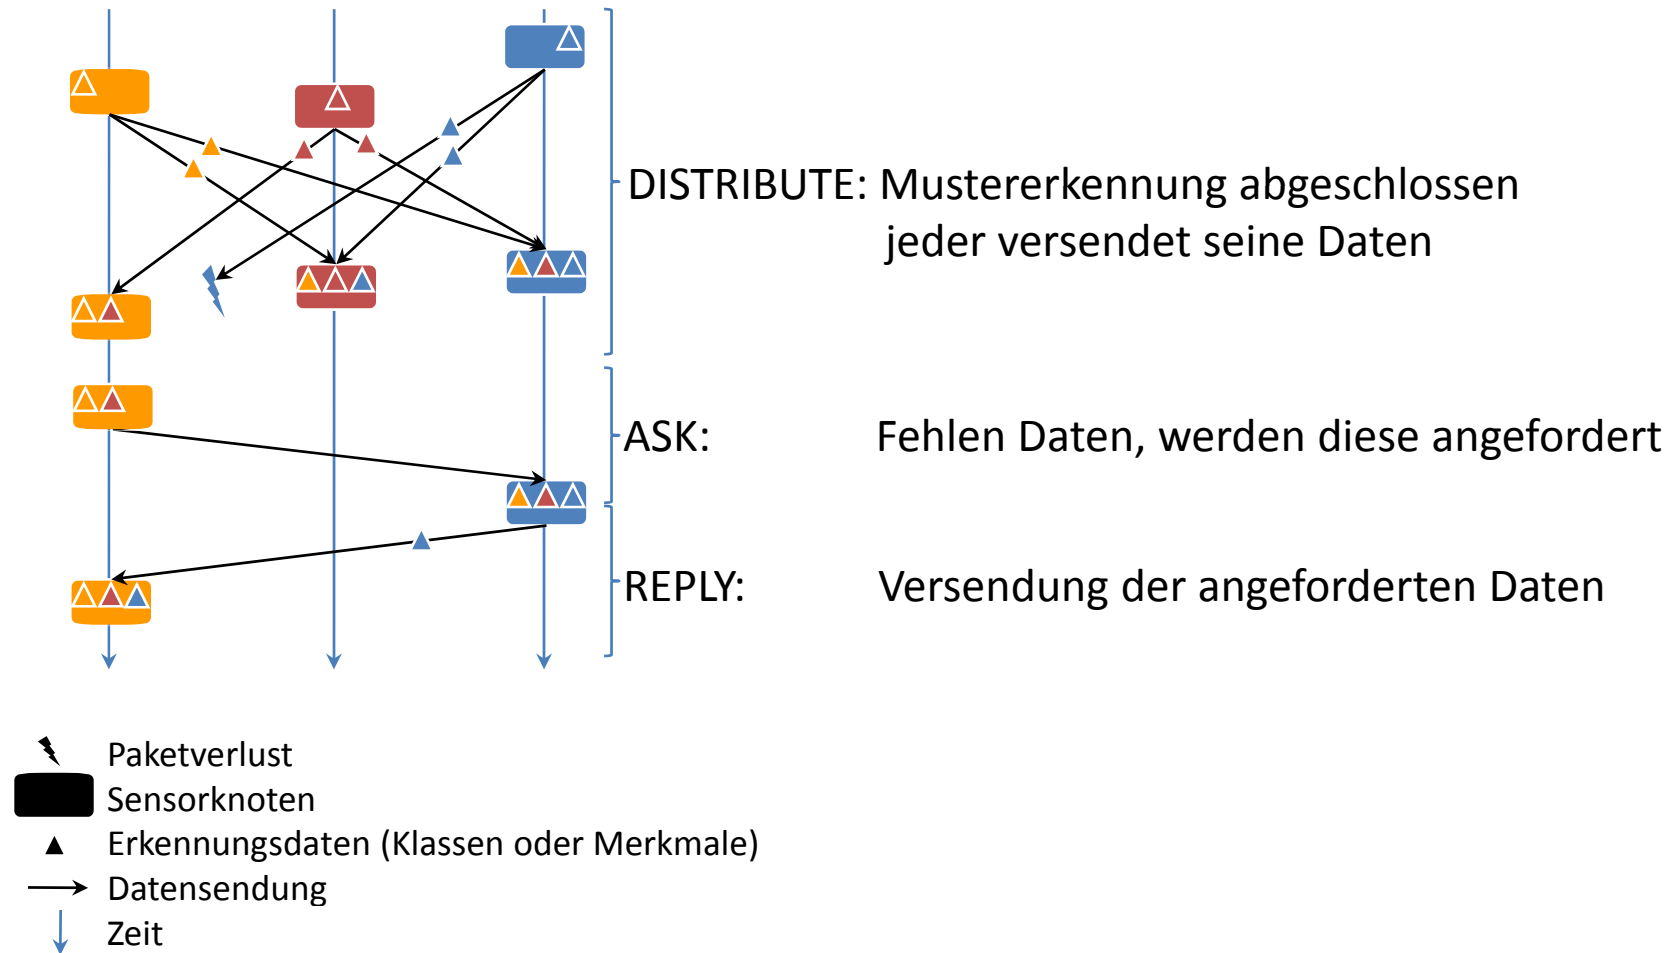 DISTRIBUTE: Mustererkennung abgeschlossen
jeder versendet seine Daten
ASK: Fehlen Daten, werden diese angefordert
REPLY: Versendung der angeforderten Daten
Paketverlust
Sensorknoten
Erkennungsdaten (Klassen oder Merkmale)
Datensendung
Zeit